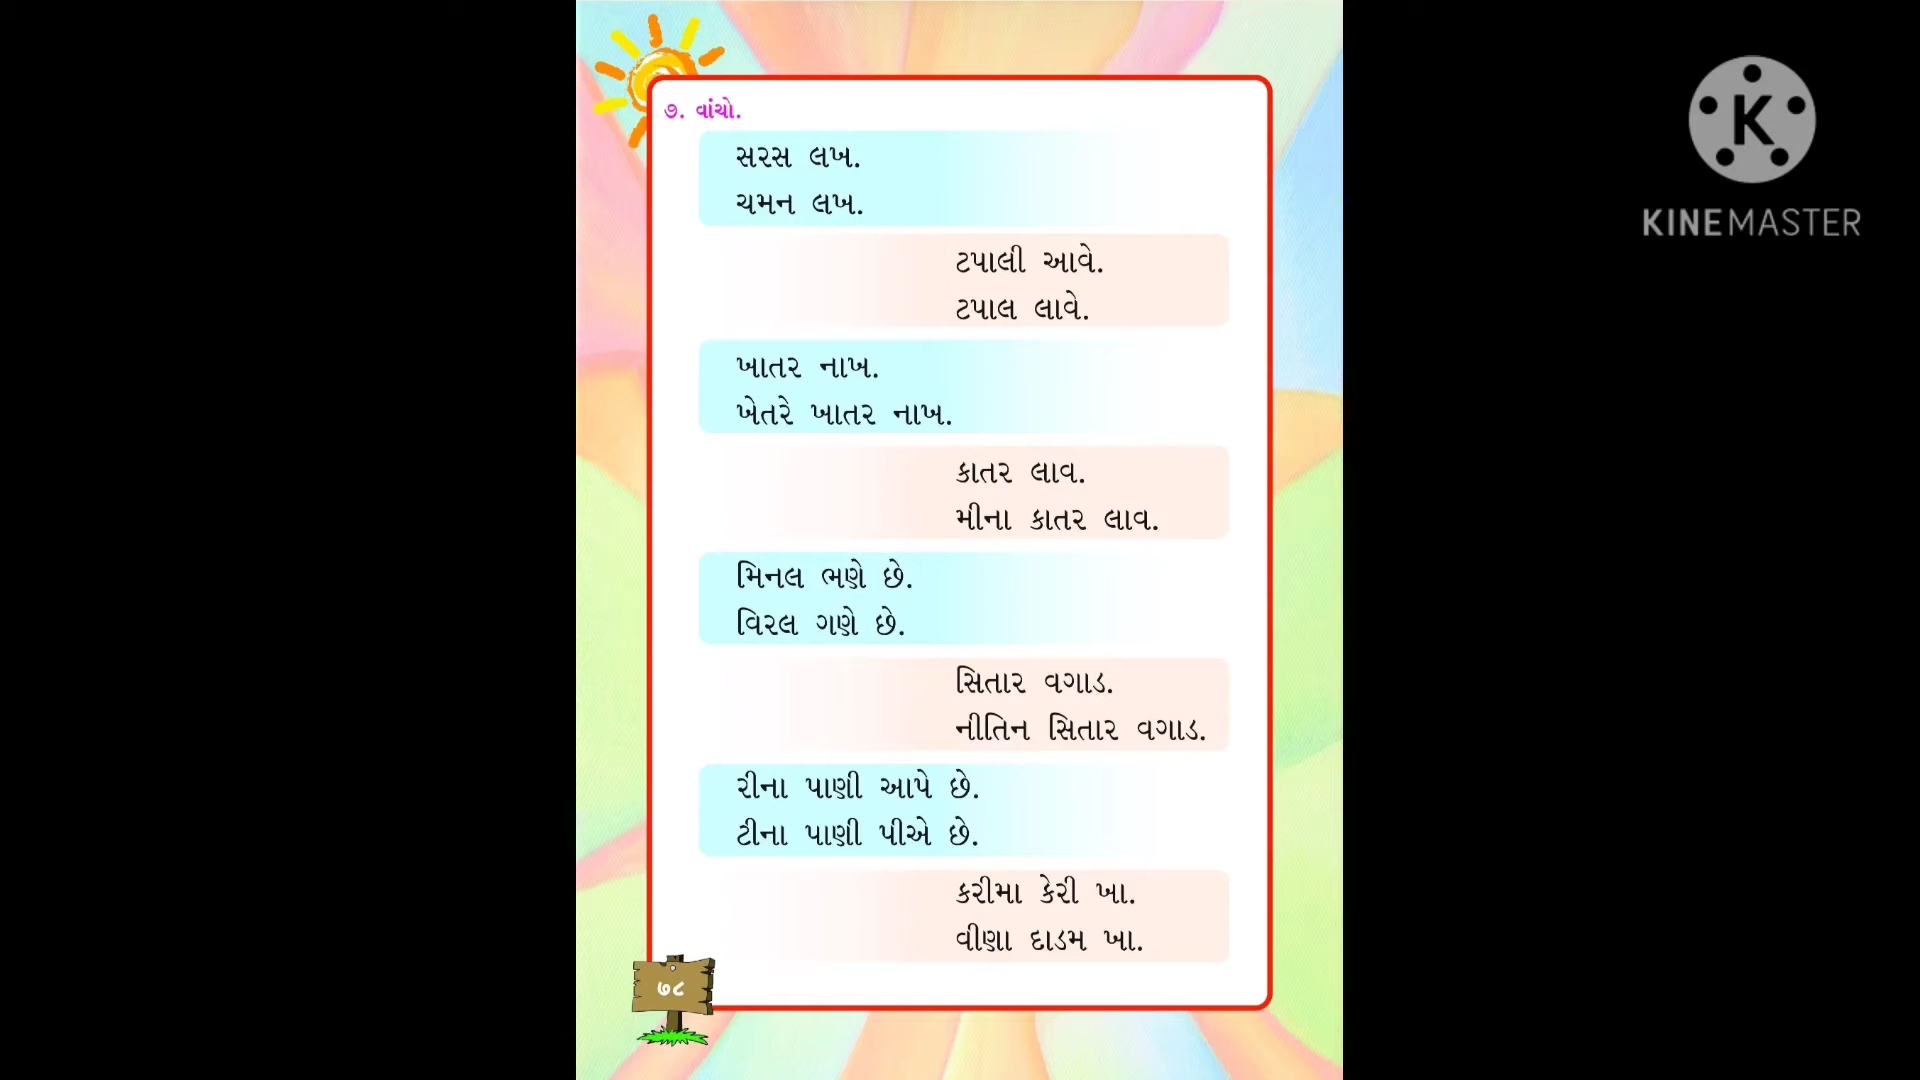 ૭. વાંચો.
સરસ લખ.
ચમન લખ.
ટપાલી આવે.
ટપાલ લાવે.
ખાતર નાખ.
ખેતરે ખાતર નાખ.
કાતર લાવ.
મીના કાતર લાવ.
મિનલ ભણે છે.
વિરલ ગણે છે.
સિતાર વગાડ.
નીતિન સિતાર વગાડ.
રીના પાણી આપે છે.
ટીના પાણી પીએ છે.
કરીમા કેરી ખા.
વીણા દાડમ ખા.
૭૮
K
KINEMASTER